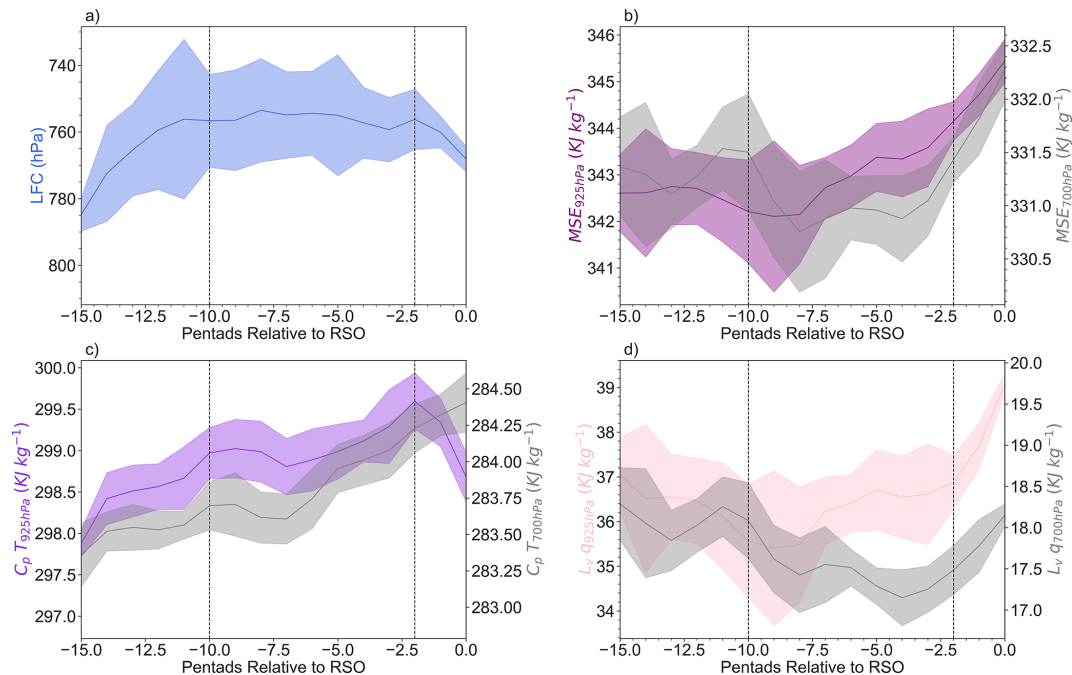 a)
740
760
780
800
LFC (hPa)
−15.0 −12.5 −10.0 −7.5 −5.0 −2.5 0.0
Pentads Relative to RSO
b)
346
345
344
343
342
341
MSE925hPa (KJ kg−1)
332.5
332.0
331.5
331.0
330.5
MSE700hPa (KJ kg−1)
−15.0 −12.5 −10.0 −7.5 −5.0 −2.5 0.0
Pentads Relative to RSO
c)
300.0
299.5
299.0
298.5
298.0
297.5
297.0
Cp T925hPa (KJ kg−1)
284.50
284.25
284.00
283.75
283.50
283.25
283.00
Cp T700hPa (KJ kg−1)
−15.0 −12.5 −10.0 −7.5 −5.0 −2.5 0.0
Pentads Relative to RSO
d)
39
38
37
36
35
34
Lv q925hPa (KJ kg−1)
20.0
19.5
19.0
18.5
18.0
17.5
17.0
Lv q700hPa (KJ kg−1)
−15.0 −12.5 −10.0 −7.5 −5.0 −2.5 0.0
Pentads Relative to RSO